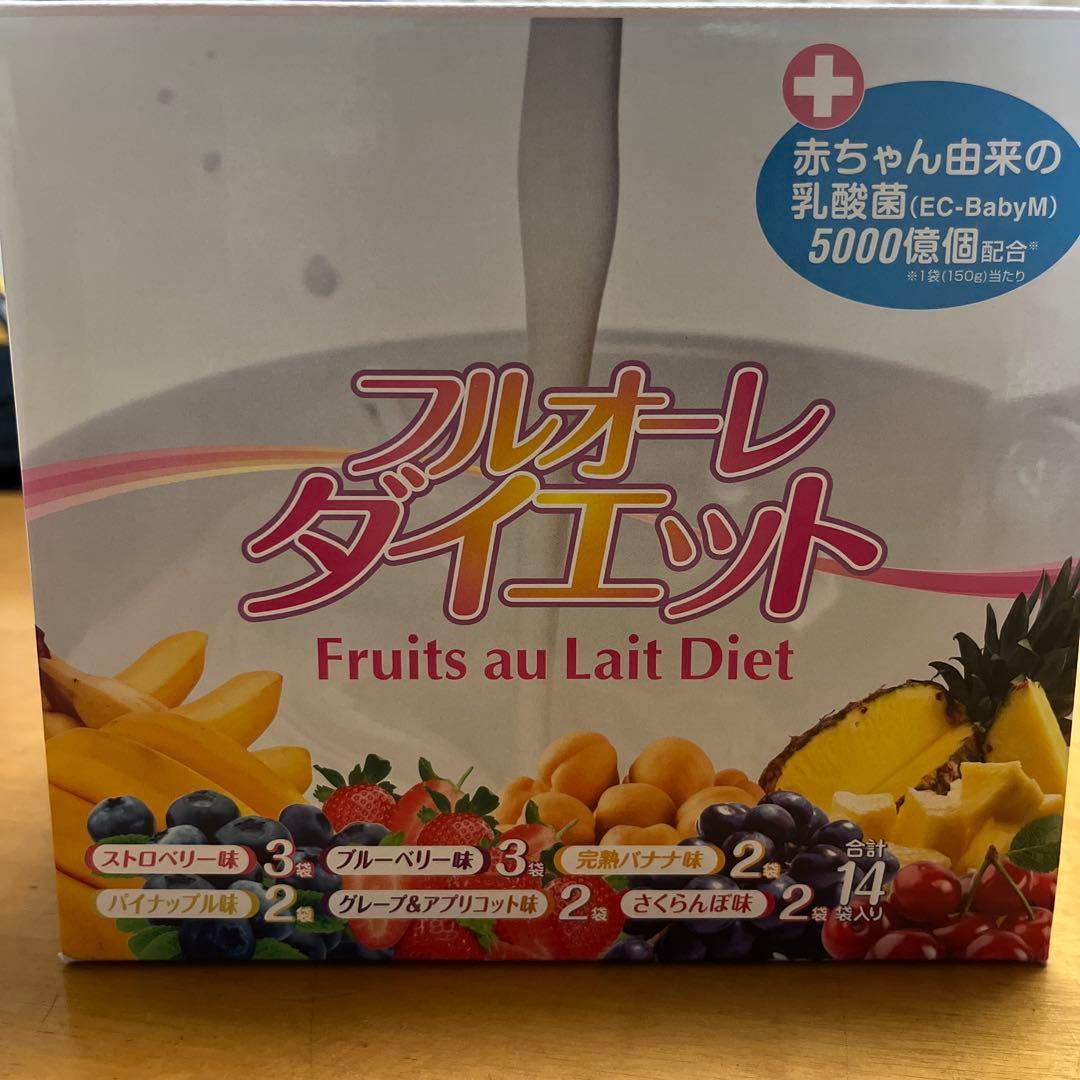 赤ちゃん由来の
乳酸菌(EC-BabyM)
5000億個配合※
※1袋(150g)当たり
フルオーレ
ダイエット
Fruits au Lait Diet
ストロベリー味 3袋 ブルーベリー味 3袋 完熟バナナ味 2袋
パイナップル味 2袋 グレープ&アプリコット味 2袋 さくらんぼ味 2袋
合計
14
袋入り